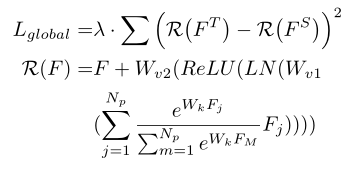 L_{global} = λ · ∑ (R(F^T) − R(F^S))^2
R(F) = F + W_{v2}(ReLU(LN(W_{v1}
(∑_{j=1}^{N_p} \frac{e^{W_k F_j}}{∑_{m=1}^{N_p} e^{W_k F_M}} F_j))))